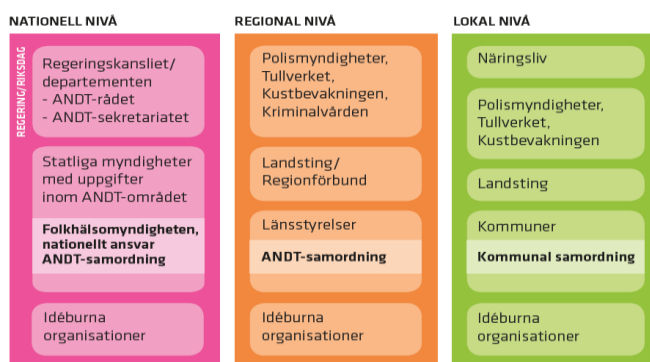 NATIONELL NIVÅ
REGERING/RIKSDAG
Regeringskansliet/
departementen
- ANDT-rådet
- ANDT-sekretariatet
Statliga myndigheter
med uppgifter
inom ANDT-området
Folkhälsomyndigheten,
nationellt ansvar
ANDT-samordning
Idéburna
organisationer
REGIONAL NIVÅ
Polismyndigheter,
Tullverket,
Kustbevakningen,
Kriminalvården
Landsting/
Regionförbund
Länsstyrelser
ANDT-samordning
Idéburna
organisationer
LOKAL NIVÅ
Näringsliv
Polismyndigheter,
Tullverket,
Kustbevakningen
Landsting
Kommuner
Kommunal samordning
Idéburna
organisationer